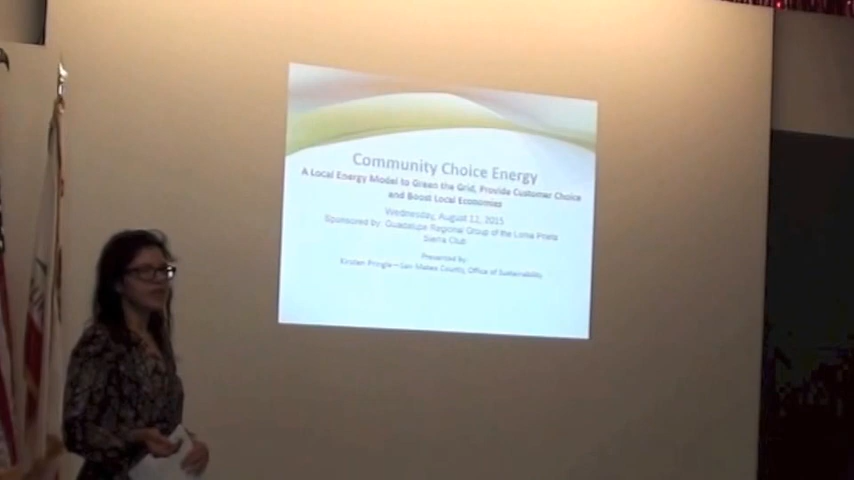 Community Choice Energy
A Local Energy Model to Green the Grid, Provide Customer Choice
and Boost Local Economies
Wednesday, August 12, 2015
Sponsored by: Guadalupe Regional Group of the Loma Prieta
Sierra Club
Presented by:
Kirsten Pringle—San Mateo County, Office of Sustainability